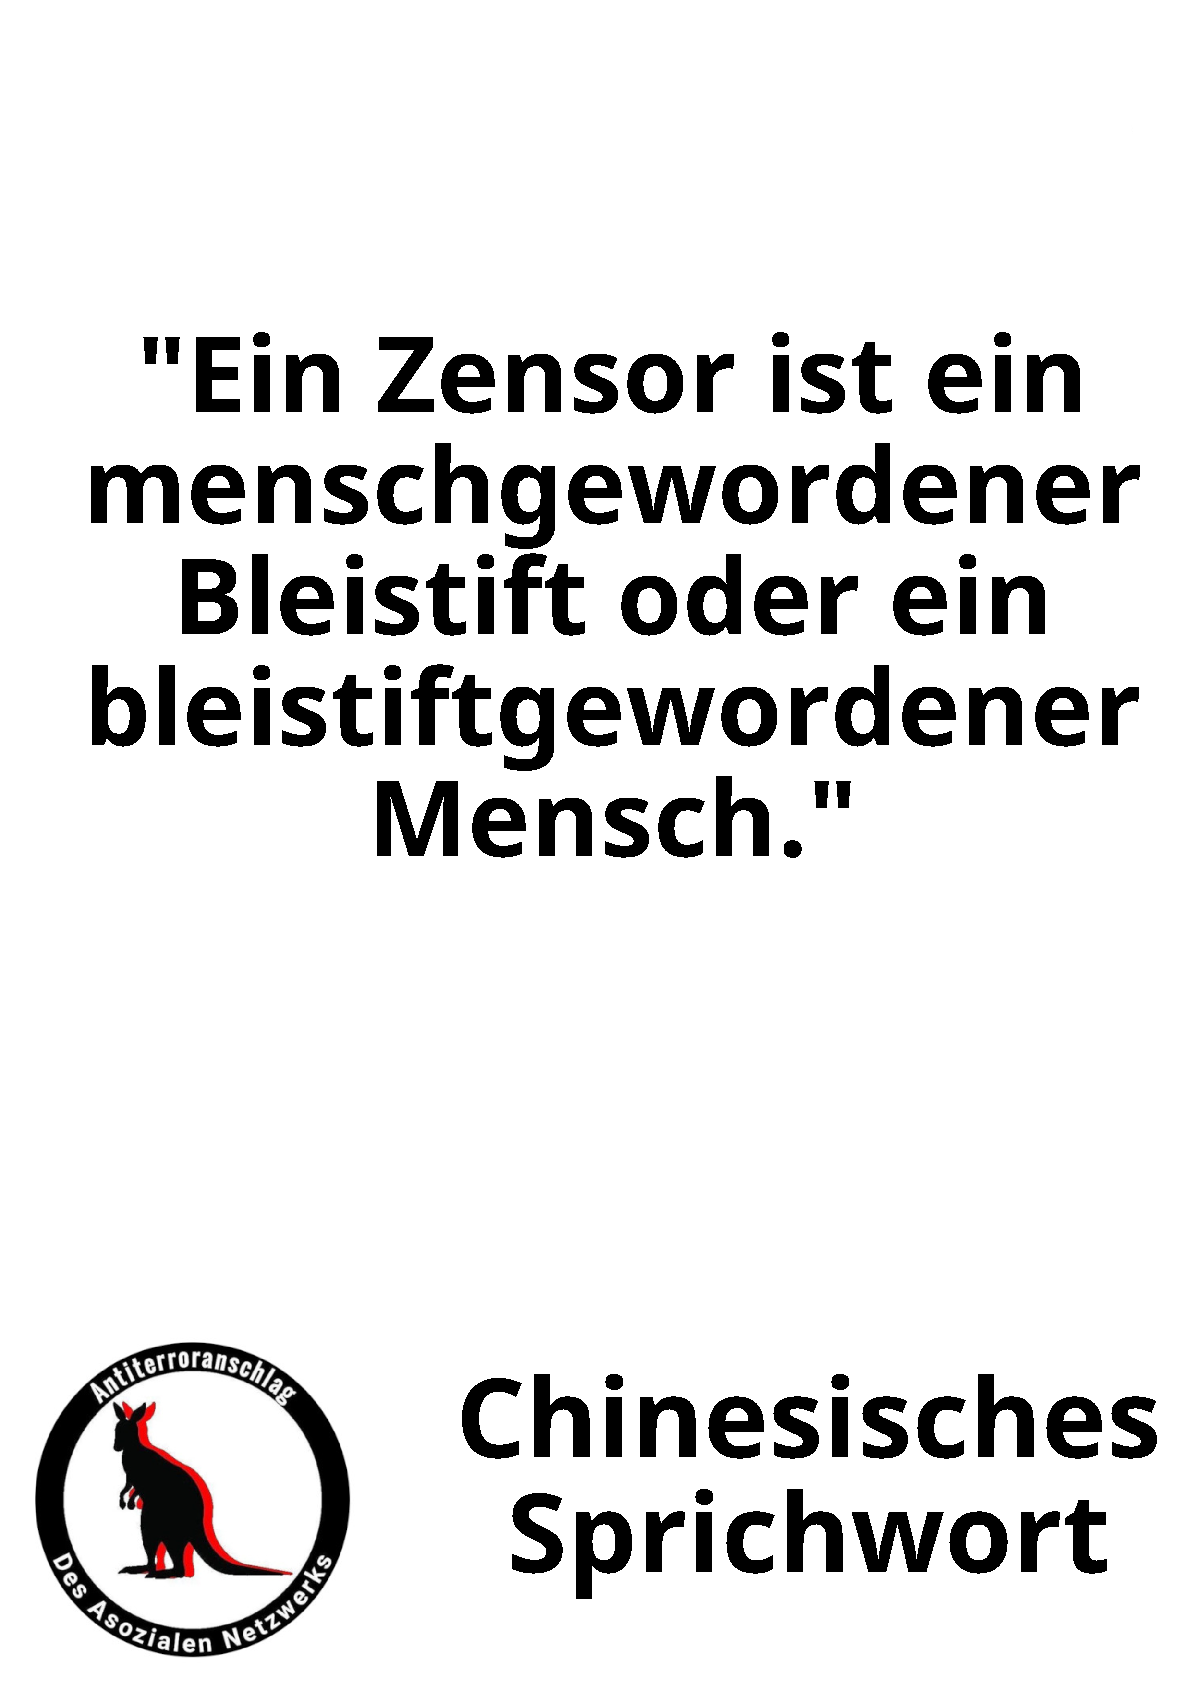 "Ein Zensor ist ein
menschgewordener
Bleistift oder ein
bleistiftgewordener
Mensch."
Antiterroranschlag
Des Asozialen Netzwerks
Chinesisches
Sprichwort